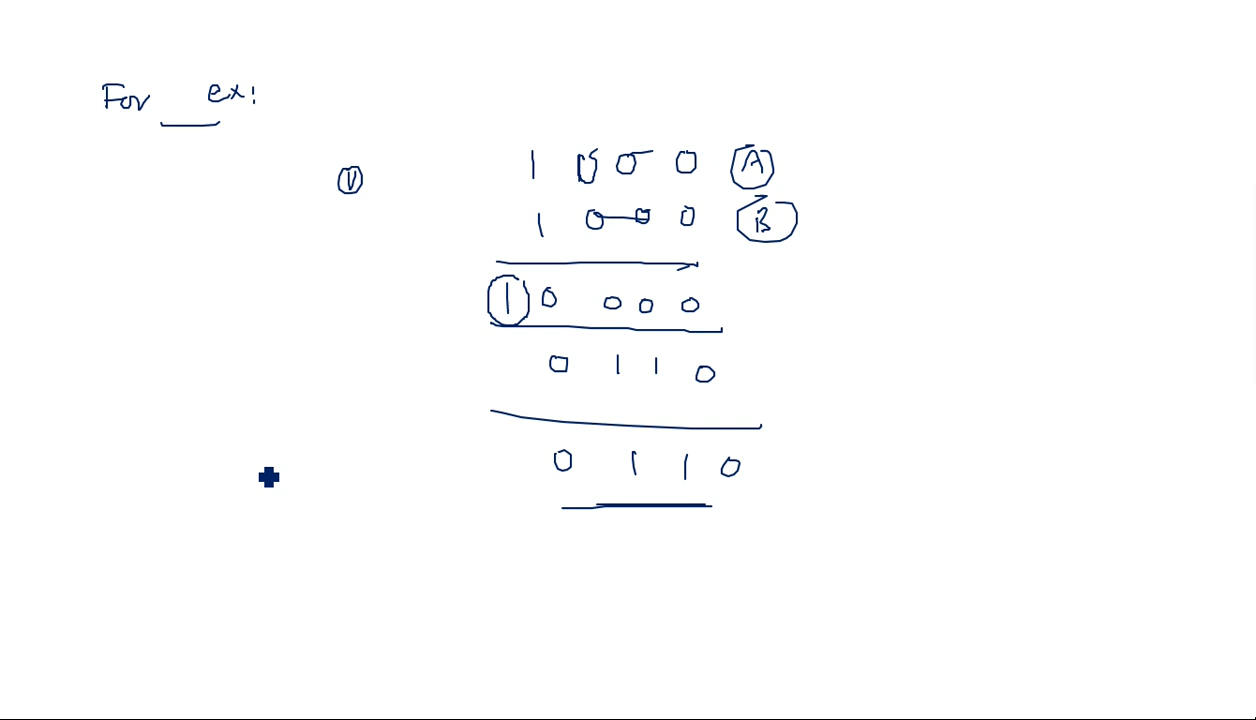 For ex:
① 1 0 0 0 A
1 0 0 0 B
1 0 0 0 0
0 1 1 0
0 1 1 0